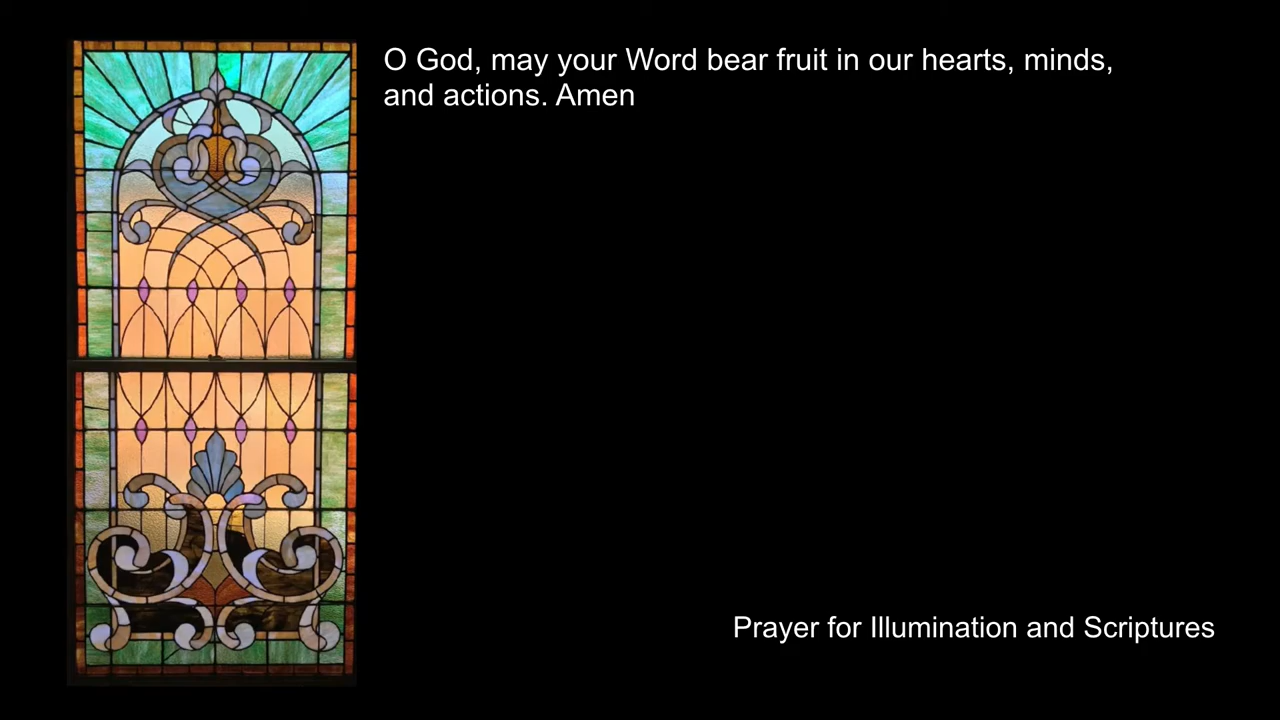 O God, may your Word bear fruit in our hearts, minds,
and actions. Amen
Prayer for Illumination and Scriptures